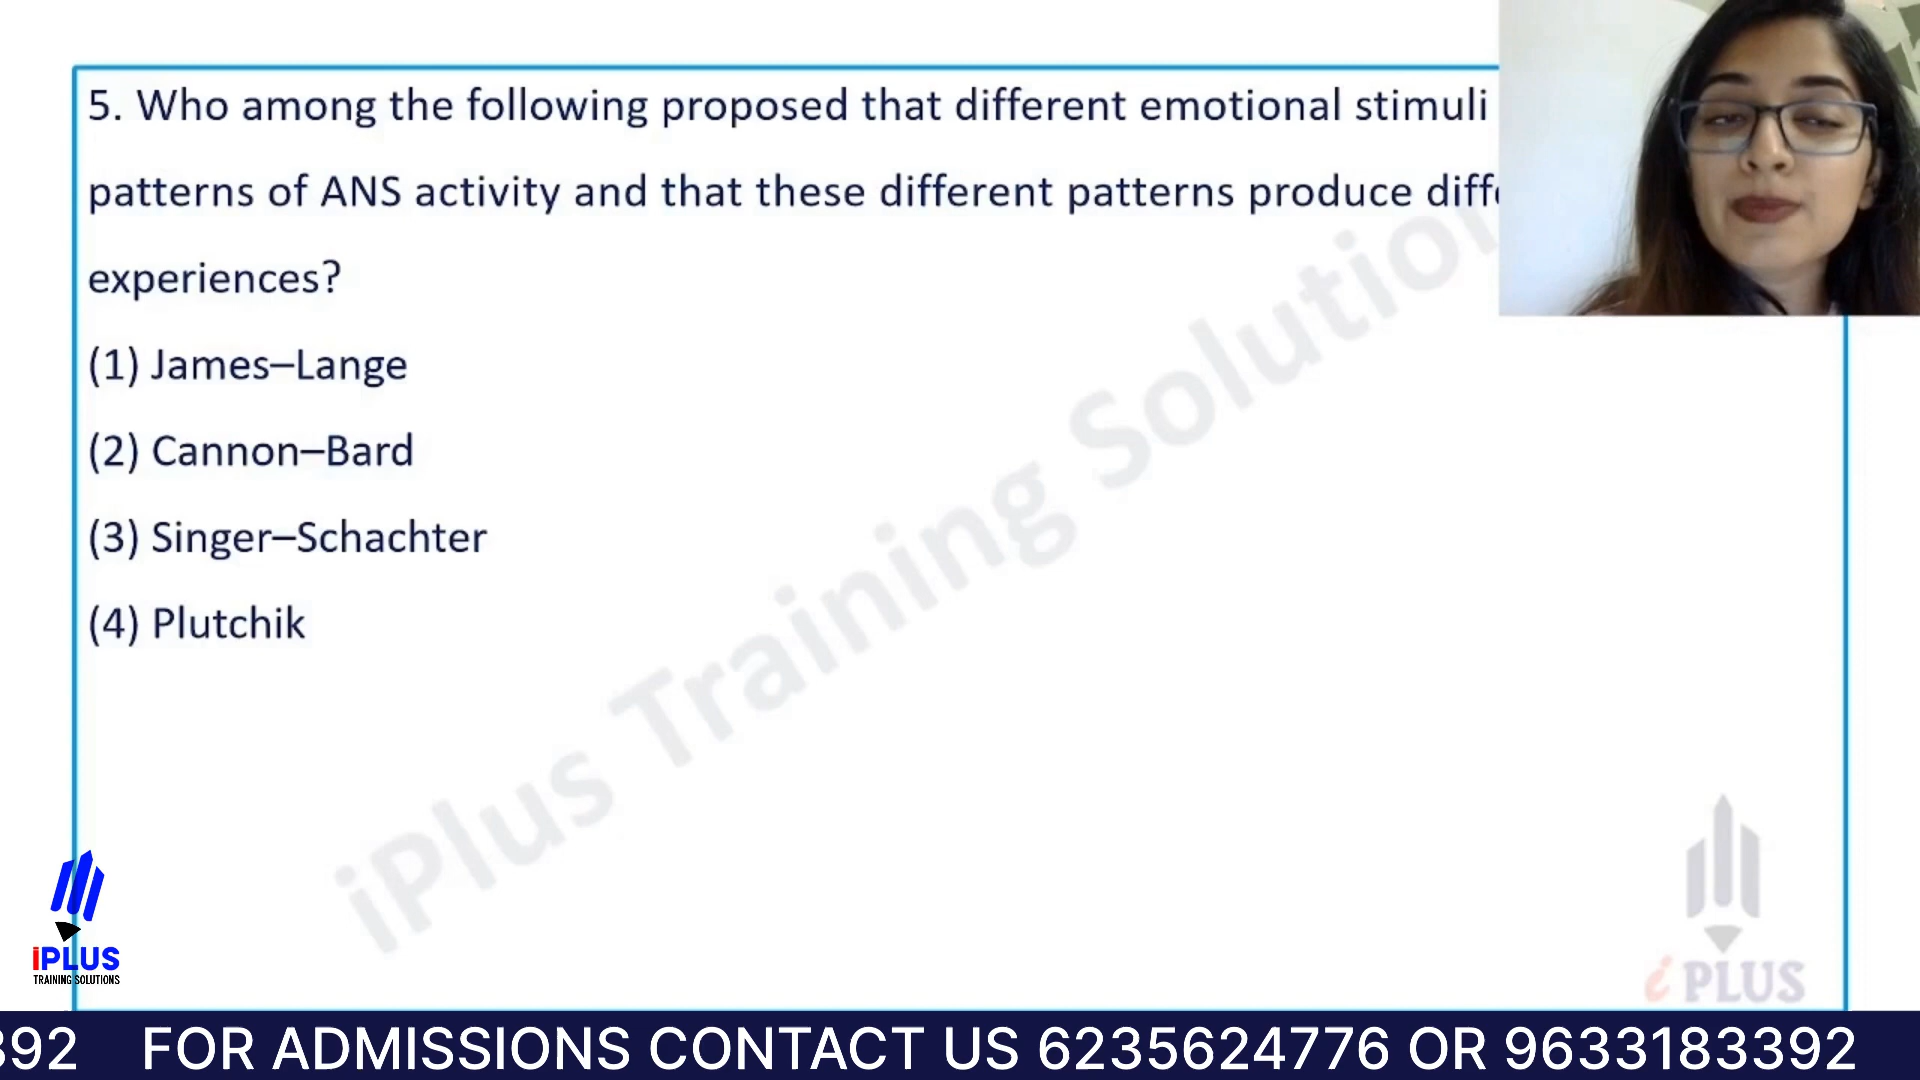 5. Who among the following proposed that different emotional stimuli
patterns of ANS activity and that these different patterns produce
experiences?
(1) James–Lange
(2) Cannon–Bard
(3) Singer–Schachter
(4) Plutchik
iPlus Training
iPLUS
TRAINING SOLUTIONS
i PLUS
392 FOR ADMISSIONS CONTACT US 6235624776 OR 9633183392